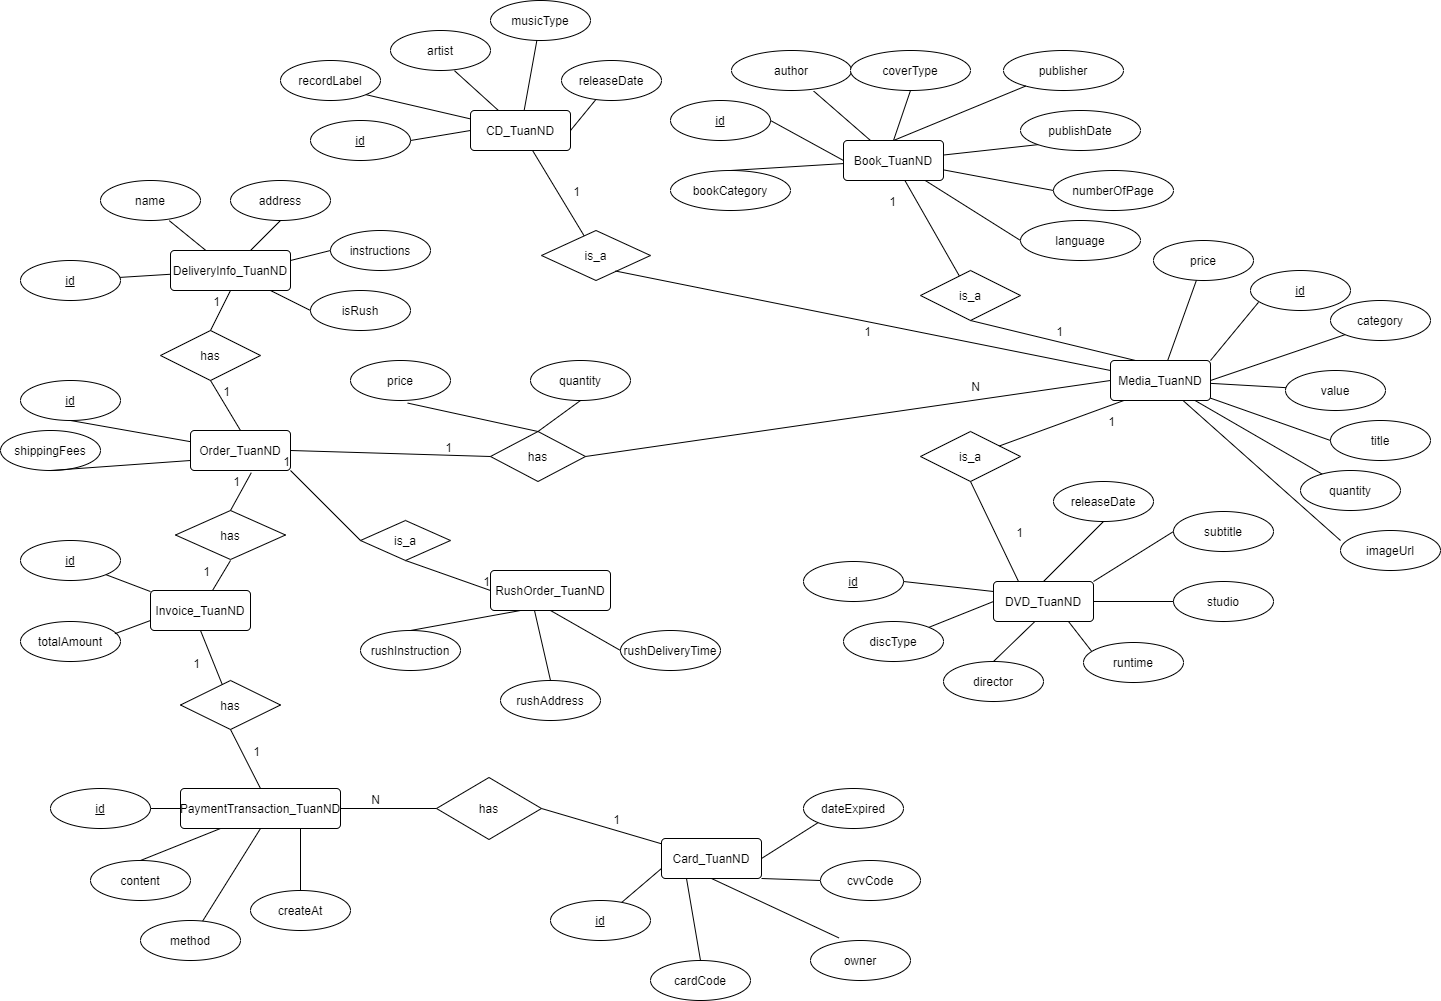 musicType
artist
recordLabel
releaseDate
id
CD_TuanND
author
coverType
publisher
id
publishDate
Book_TuanND
bookCategory
numberOfPage
language
1
1
is_a
is_a
name
address
instructions
id
DeliveryInfo_TuanND
isRush
1
has
1
price
id
category
1
1
Media_TuanND
value
title
quantity
imageUrl
price
quantity
N
id
shippingFees
Order_TuanND
1
1
has
1
is_a
1
has
1
is_a
releaseDate
subtitle
1
id
DVD_TuanND
studio
discType
director
runtime
id
1
Invoice_TuanND
totalAmount
1
RushOrder_TuanND
rushInstruction
rushDeliveryTime
rushAddress
1
has
1
id
PaymentTransaction_TuanND
N
has
1
content
method
createAt
dateExpired
Card_TuanND
cvvCode
id
owner
cardCode